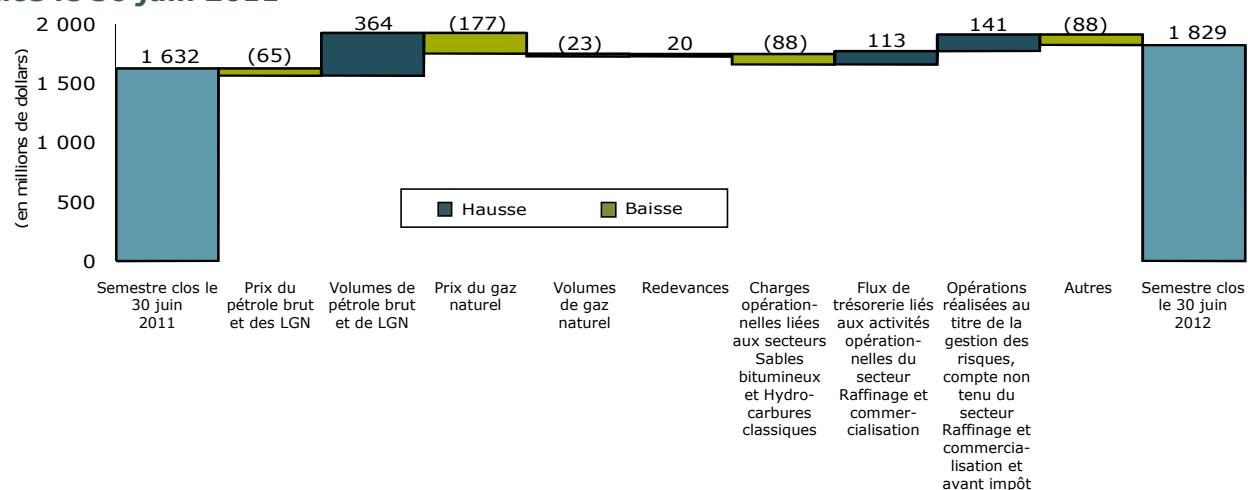 2 000
1 500
1 000
500
0
(en millions de dollars)
1 632
(65)
364
(177)
(23)
20
(88)
113
141
(88)
1 829
Hausse
Baisse
Semestre clos le
30 juin
2011
Prix du
pétrole brut
et des LGN
Volumes de
pétrole brut
et de LGN
Prix du gaz
naturel
Volumes
de gaz
naturel
Redevances
Charges
opération-
nelles liées
aux secteurs
Sables
bitumineux
et Hydro-
carbures
classiques
Flux de
trésorerie liés
aux activités
opération-
nelles du
secteur
Raffinage et
commer-
cialisation
Opérations
réalisées au
titre de la
gestion des
risques,
compte non
tenu du
secteur
Raffinage et
commercia-
lisation et
avant impôt
Autres
Semestre clos
le 30 juin
2012